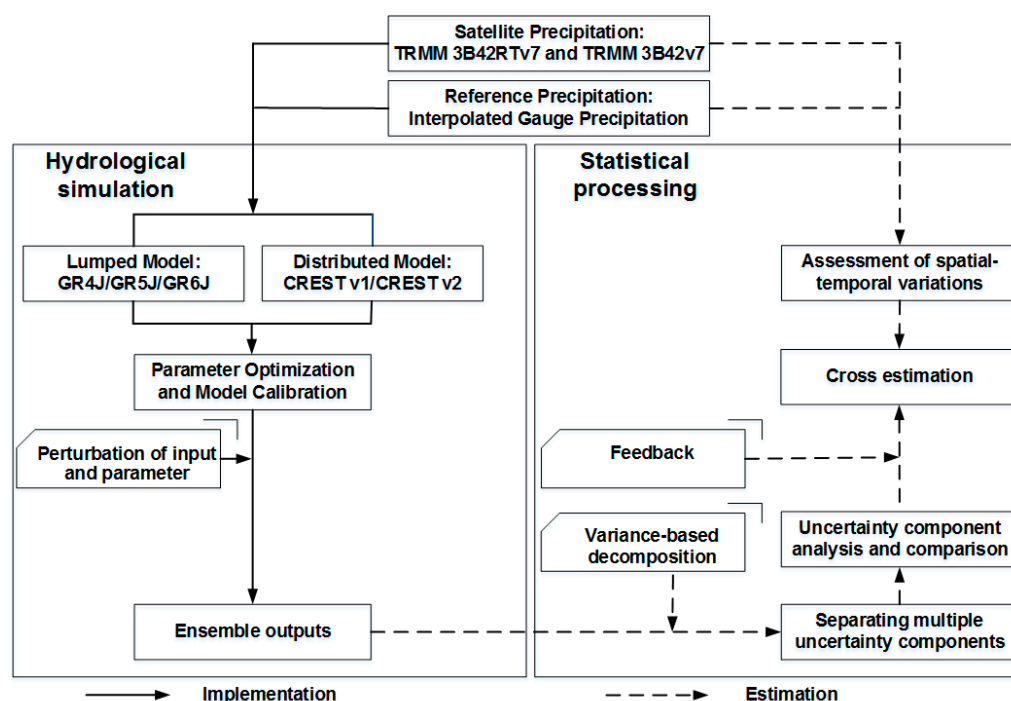 Satellite Precipitation:
TRMM 3B42RTv7 and TRMM 3B42v7
Reference Precipitation:
Interpolated Gauge Precipitation
Hydrological
simulation
Statistical
processing
Lumped Model:
GR4J/GR5J/GR6J
Distributed Model:
CREST v1/CREST v2
Assessment of spatial-
temporal variations
Parameter Optimization
and Model Calibration
Cross estimation
Perturbation of input
and parameter
Feedback
Variance-based
decomposition
Uncertainty component
analysis and comparison
Ensemble outputs
Separating multiple
uncertainty components
Implementation
Estimation